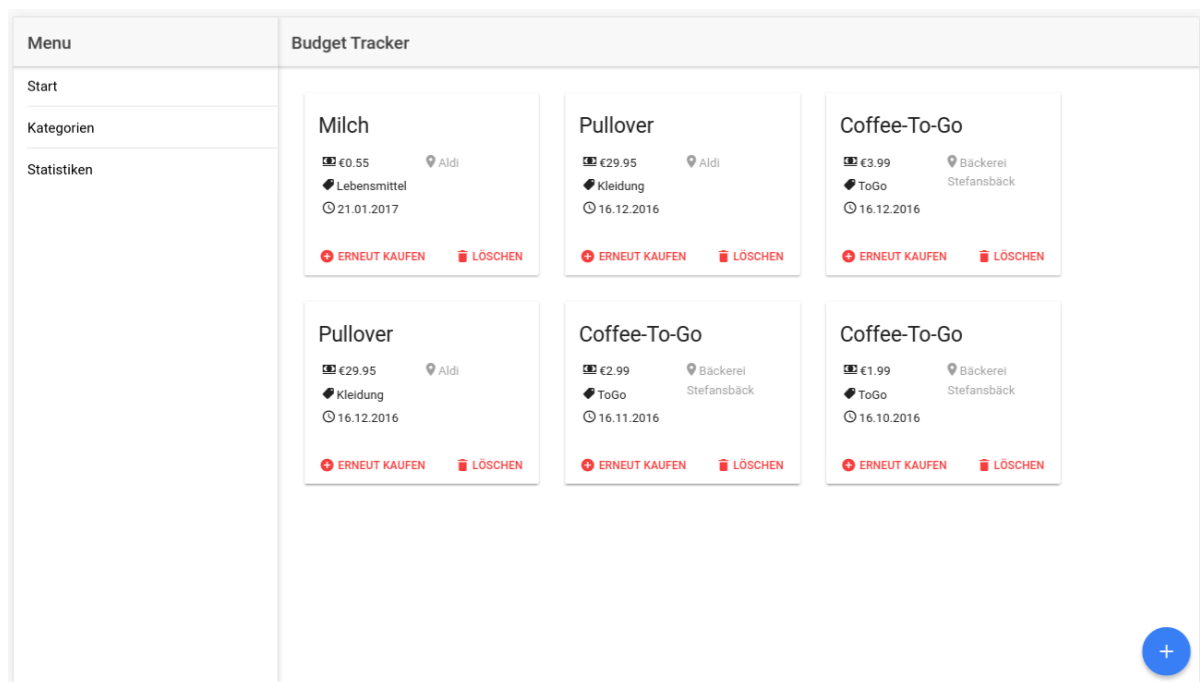 Menu
Budget Tracker
Start
Kategorien
Statistiken
Milch
€0.55
Aldi
Lebensmittel
21.01.2017
ERNEUT KAUFEN
LÖSCHEN
Pullover
€29.95
Aldi
Kleidung
16.12.2016
ERNEUT KAUFEN
LÖSCHEN
Coffee-To-Go
€3.99
Bäckerei
Stefansbäck
ToGo
16.12.2016
ERNEUT KAUFEN
LÖSCHEN
Pullover
€29.95
Aldi
Kleidung
16.12.2016
ERNEUT KAUFEN
LÖSCHEN
Coffee-To-Go
€2.99
Bäckerei
Stefansbäck
ToGo
16.11.2016
ERNEUT KAUFEN
LÖSCHEN
Coffee-To-Go
€1.99
Bäckerei
Stefansbäck
ToGo
16.10.2016
ERNEUT KAUFEN
LÖSCHEN